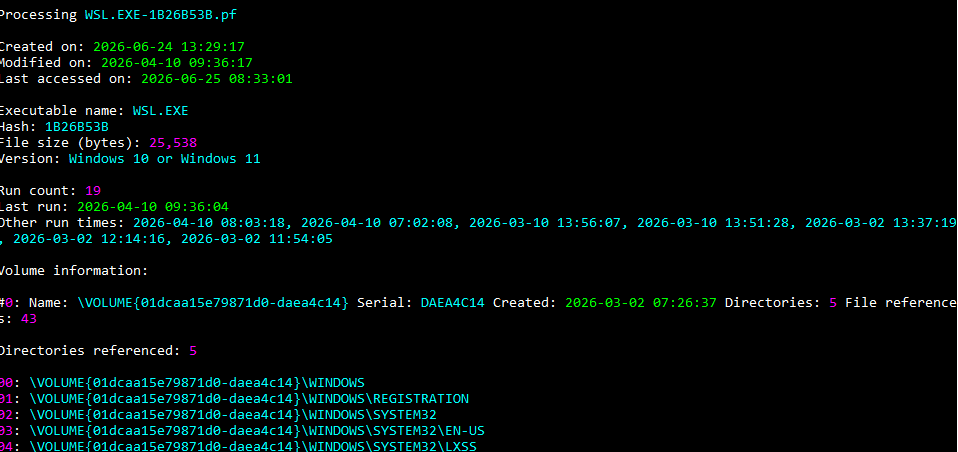 Processing WSL.EXE-1B26B53B.pf
Created on: 2026-06-24 13:29:17
Modified on: 2026-04-10 09:36:17
Last accessed on: 2026-06-25 08:33:01
Executable name: WSL.EXE
Hash: 1B26B53B
File size (bytes): 25,538
Version: Windows 10 or Windows 11
Run count: 19
Last run: 2026-04-10 09:36:04
Other run times: 2026-04-10 08:03:18, 2026-04-10 07:02:08, 2026-03-10 13:56:07, 2026-03-10 13:51:28, 2026-03-02 13:37:19
, 2026-03-02 12:14:16, 2026-03-02 11:54:05
Volume information:
#0: Name: \VOLUME{01dcaa15e79871d0-daea4c14} Serial: DAEA4C14 Created: 2026-03-02 07:26:37 Directories: 5 File reference
s: 43
Directories referenced: 5
00: \VOLUME{01dcaa15e79871d0-daea4c14}\WINDOWS
01: \VOLUME{01dcaa15e79871d0-daea4c14}\WINDOWS\REGISTRATION
02: \VOLUME{01dcaa15e79871d0-daea4c14}\WINDOWS\SYSTEM32
03: \VOLUME{01dcaa15e79871d0-daea4c14}\WINDOWS\SYSTEM32\EN-US
04: \VOLUME{01dcaa15e79871d0-daea4c14}\WINDOWS\SYSTEM32\LXSS